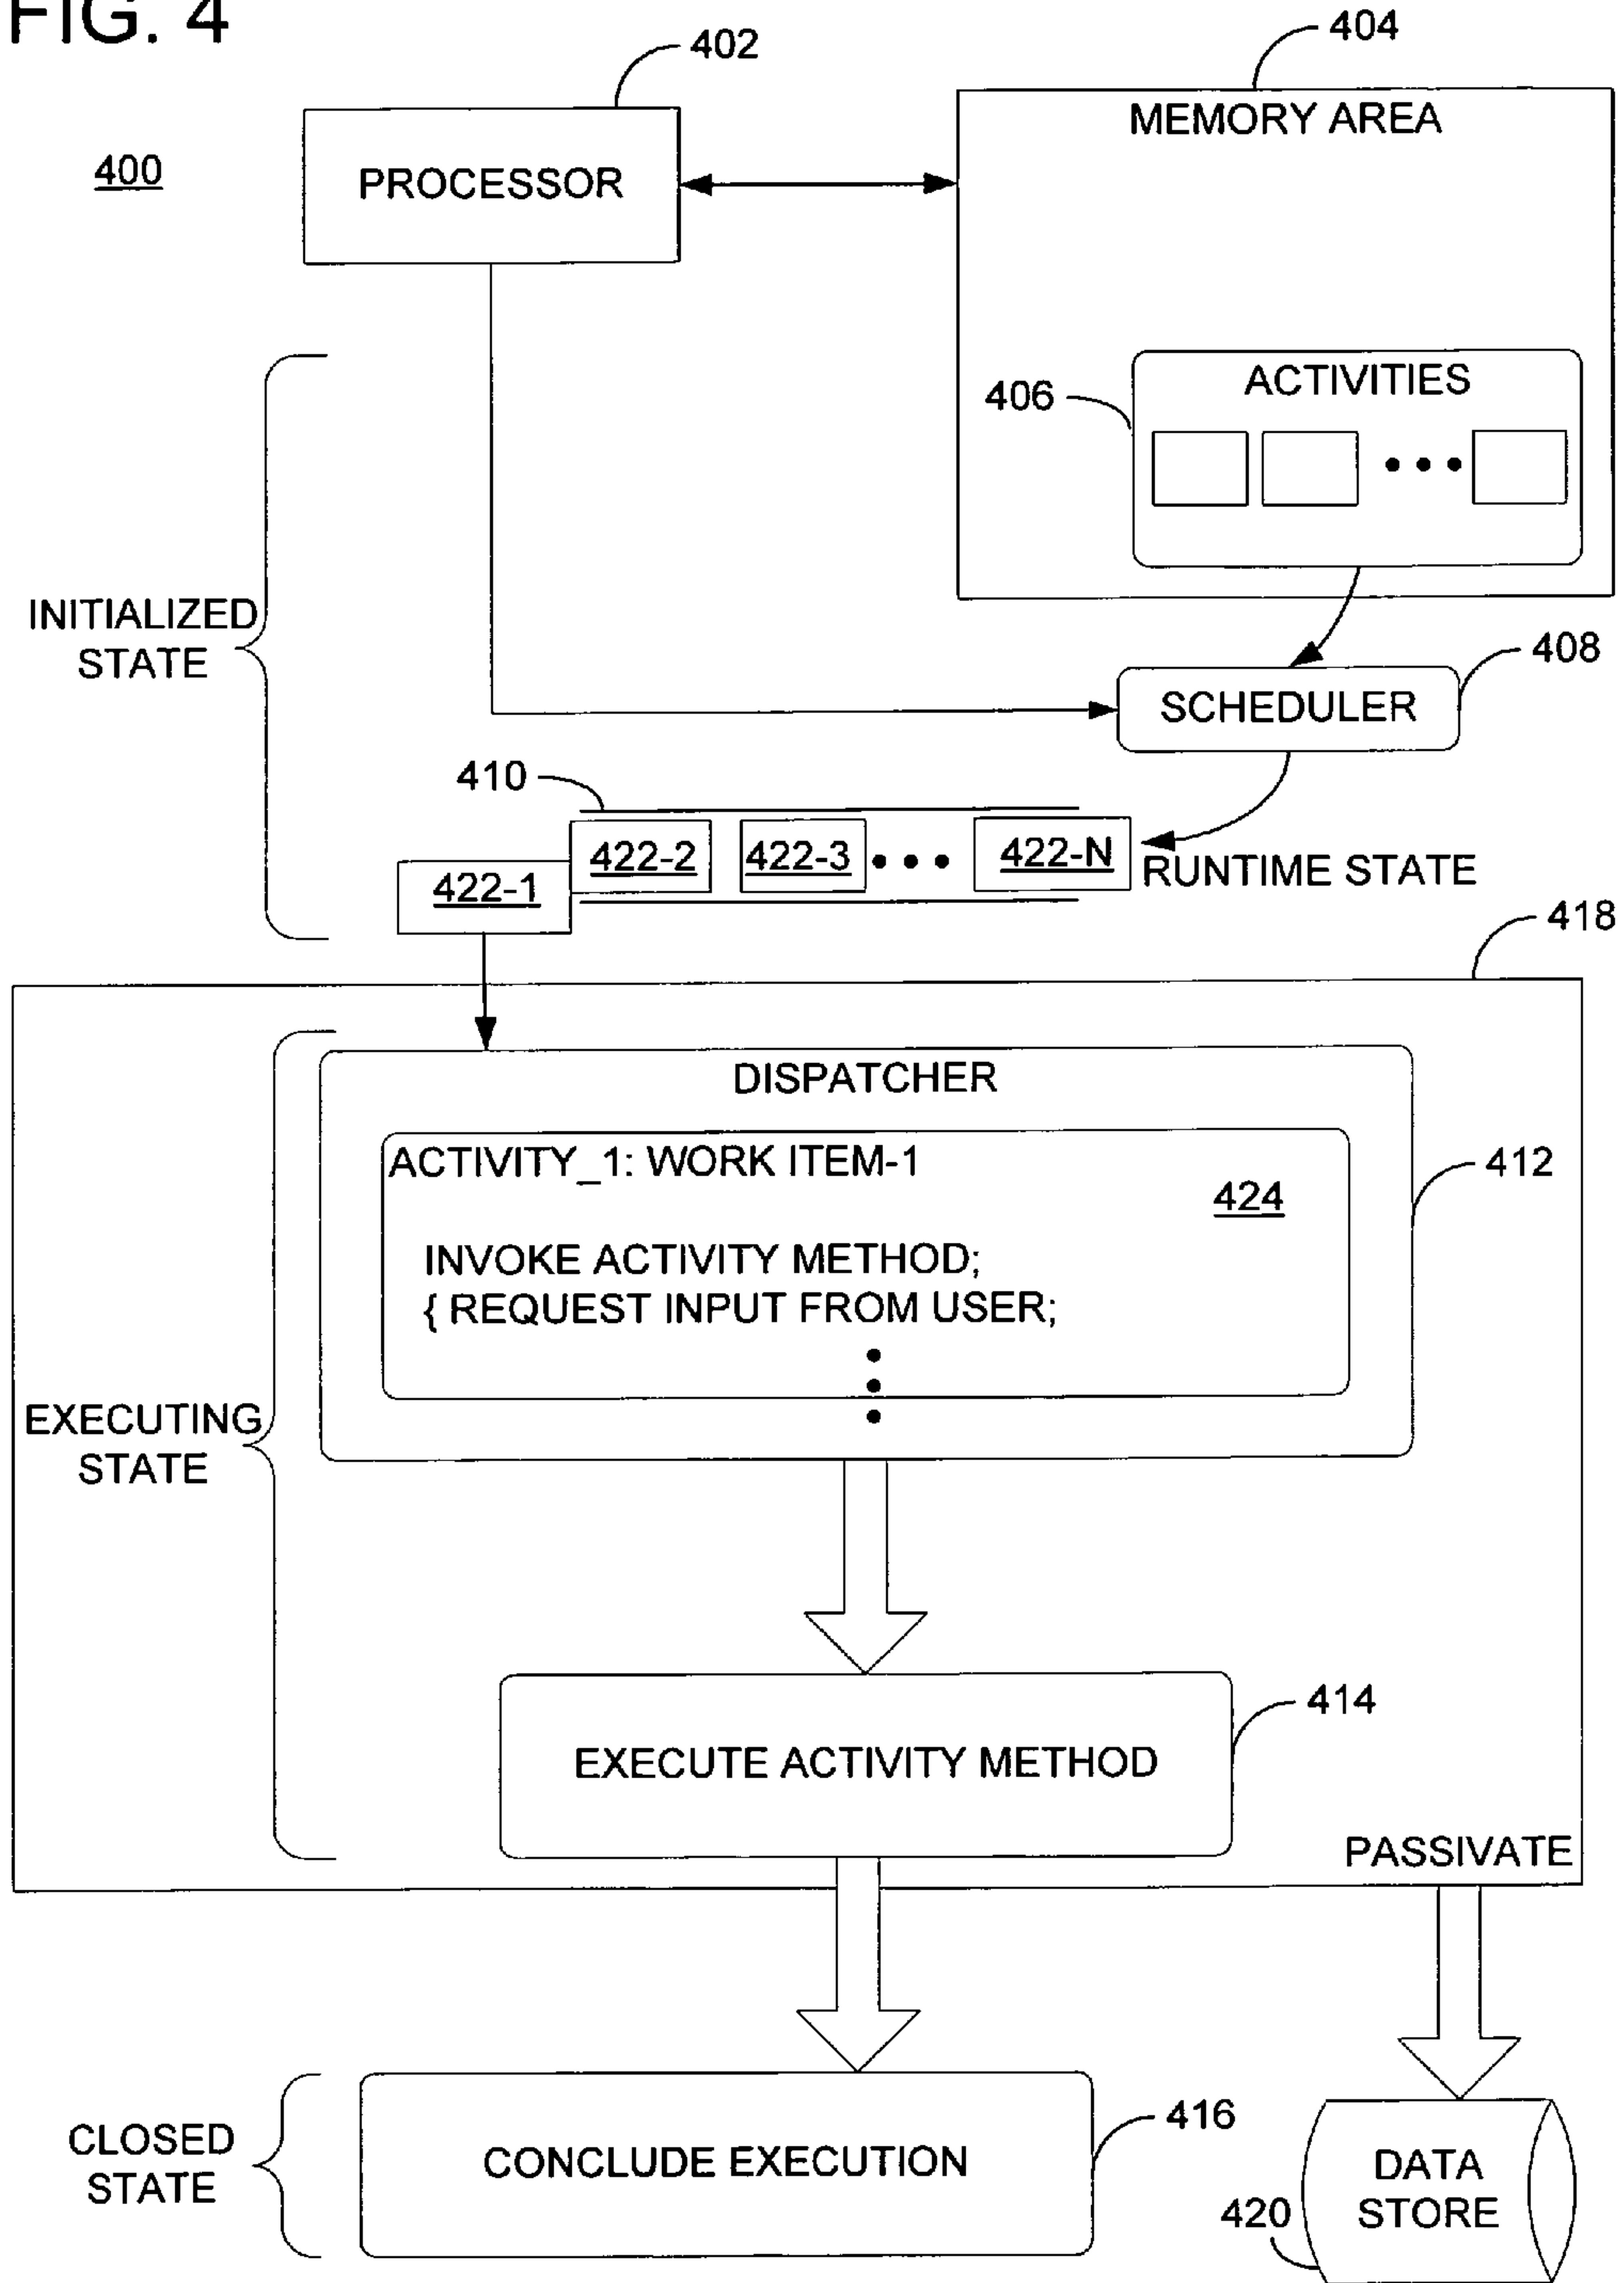 FIG. 4
402
404
400
PROCESSOR
MEMORY AREA
406
ACTIVITIES
INITIALIZED
STATE
408
SCHEDULER
410
422-1
422-2
422-3
422-N
RUNTIME STATE
418
DISPATCHER
ACTIVITY_1: WORK ITEM-1
424
412
INVOKE ACTIVITY METHOD;
{ REQUEST INPUT FROM USER;
EXECUTING
STATE
414
EXECUTE ACTIVITY METHOD
PASSIVATE
CLOSED
STATE
416
CONCLUDE EXECUTION
420
DATA
STORE